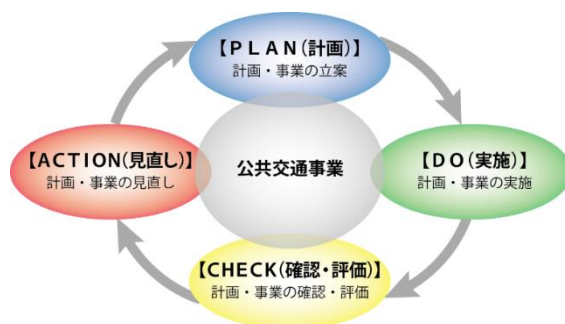 【PLAN(計画)】
計画・事業の立案
【ACTION(見直し)】
計画・事業の見直し
公共交通事業
【DO(実施)】
計画・事業の実施
【CHECK(確認・評価)】
計画・事業の確認・評価